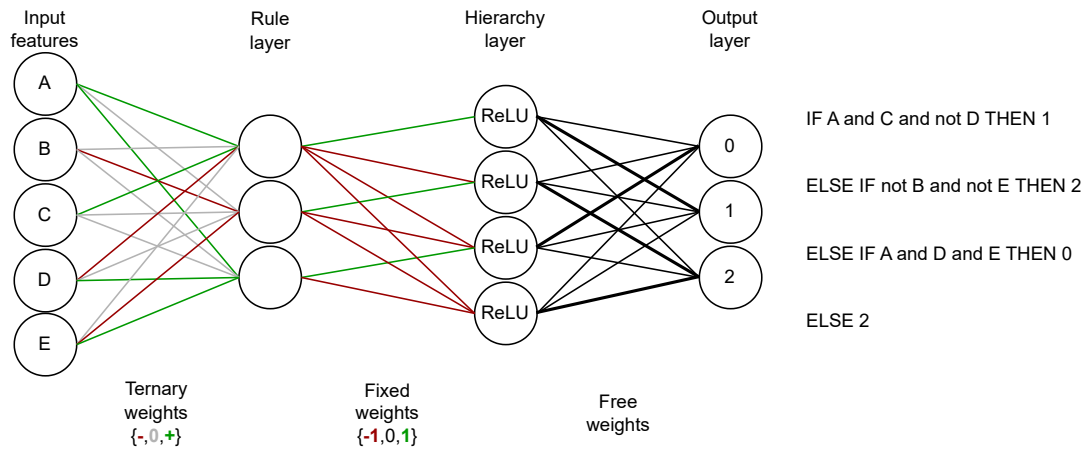 Input
features
Rule
layer
Hierarchy
layer
Output
layer
A
B
C
D
E
ReLU
ReLU
ReLU
ReLU
0
1
2
IF A and C and not D THEN 1
ELSE IF not B and not E THEN 2
ELSE IF A and D and E THEN 0
ELSE 2
Ternary
weights
{-,0,+}
Fixed
weights
{-1,0,1}
Free
weights